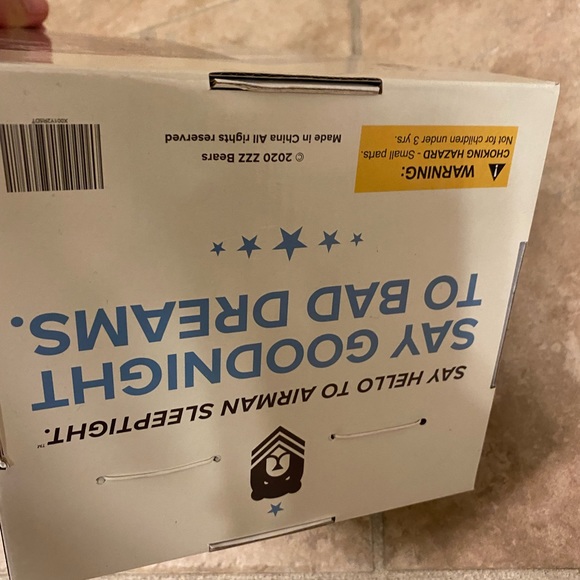 SAY HELLO TO AIRMAN SLEEPTIGHT.™
SAY GOODNIGHT
TO BAD DREAMS.
WARNING:
CHOKING HAZARD - Small parts.
Not for children under 3 yrs.
© 2020 ZZZ Bears
Made in China All rights reserved